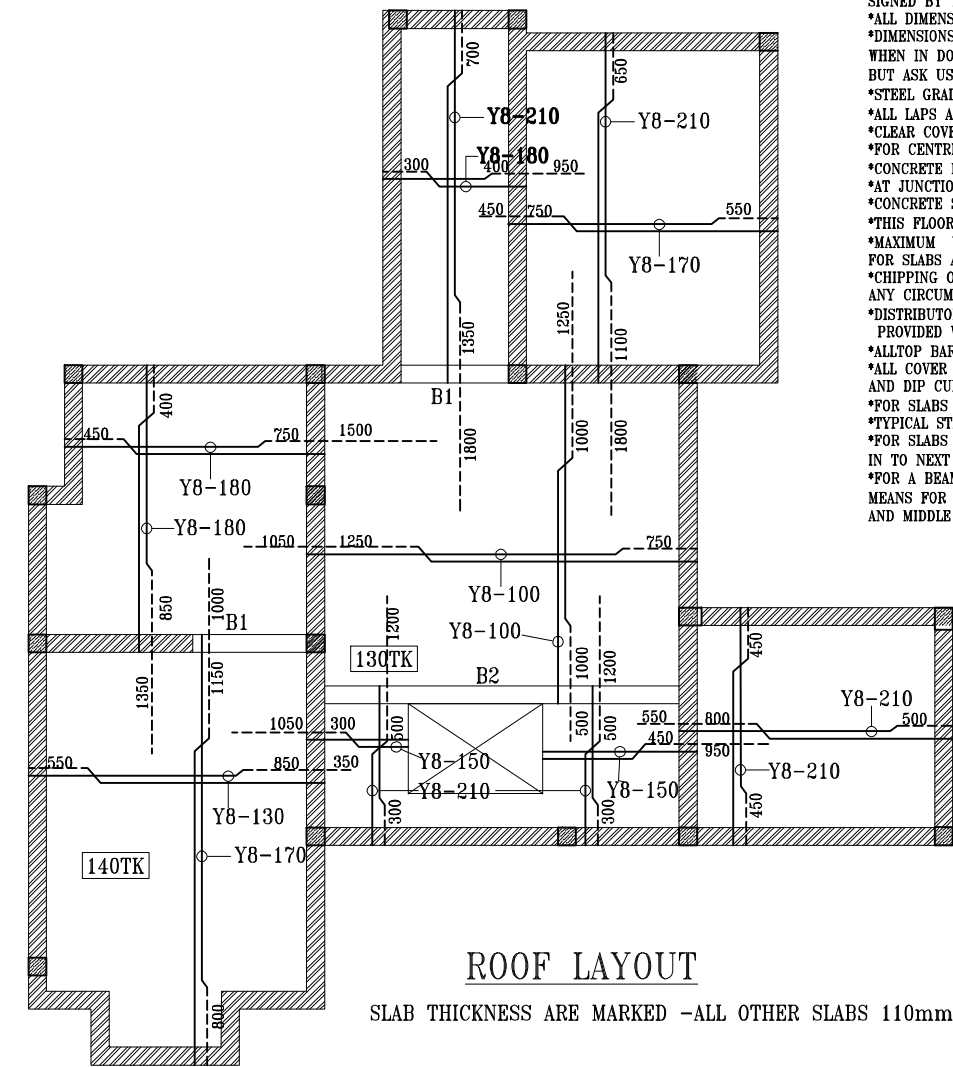 SIGNED BY
*ALL DIMENS
*DIMENSIONS
WHEN IN DO
BUT ASK US
*STEEL GRAD
*ALL LAPS A
*CLEAR COVE
*FOR CENTR
*CONCRETE
*AT JUNCTIO
*CONCRETE S
*THIS FLOOR
*MAXIMUM
FOR SLABS A
*CHIPPING O
ANY CIRCUM
*DISTRIBUTO
PROVIDED
*ALLTOP BAR
*ALL COVER
AND DIP CU
*FOR SLABS
*TYPICAL ST
*FOR SLABS
IN TO NEXT
*FOR A BEAM
MEANS FOR
AND MIDDLE
700
650
Y8-210
Y8-210
Y8-180
300
400
950
450
750
550
Y8-170
1250
1350
1100
B1
400
450
750
1500
1800
1000
1800
Y8-180
Y8-180
1050
1250
750
Y8-100
850
1000
B1
1200
Y8-100
130TK
1350
1150
B2
1000
1200
450
Y8-210
1050
300
500
500
500
550
800
500
450
950
550
850
350
Y8-150
Y8-210
Y8-150
Y8-210
Y8-130
300
300
450
140TK
Y8-170
800
ROOF LAYOUT
SLAB THICKNESS ARE MARKED -ALL OTHER SLABS 110mm